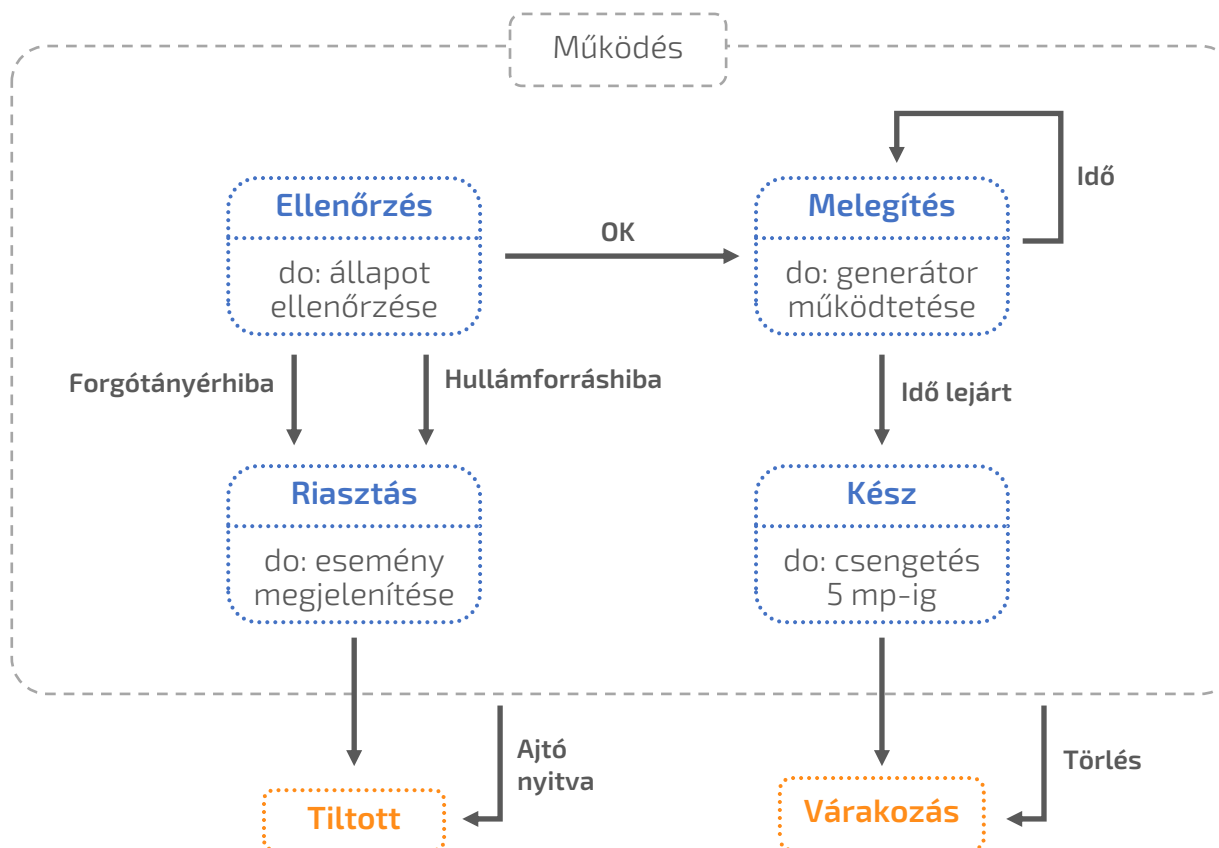 Működés
Idő
Ellenőrzés
do: állapot
ellenőrzése
OK
Melegítés
do: generátor
működtetése
Forgótányérhiba
Hullámforráshiba
Idő lejárt
Riasztás
do: esemény
megjelenítése
Kész
do: csengetés
5 mp-ig
Ajtó
nyitva
Törlés
Tiltott
Várakozás